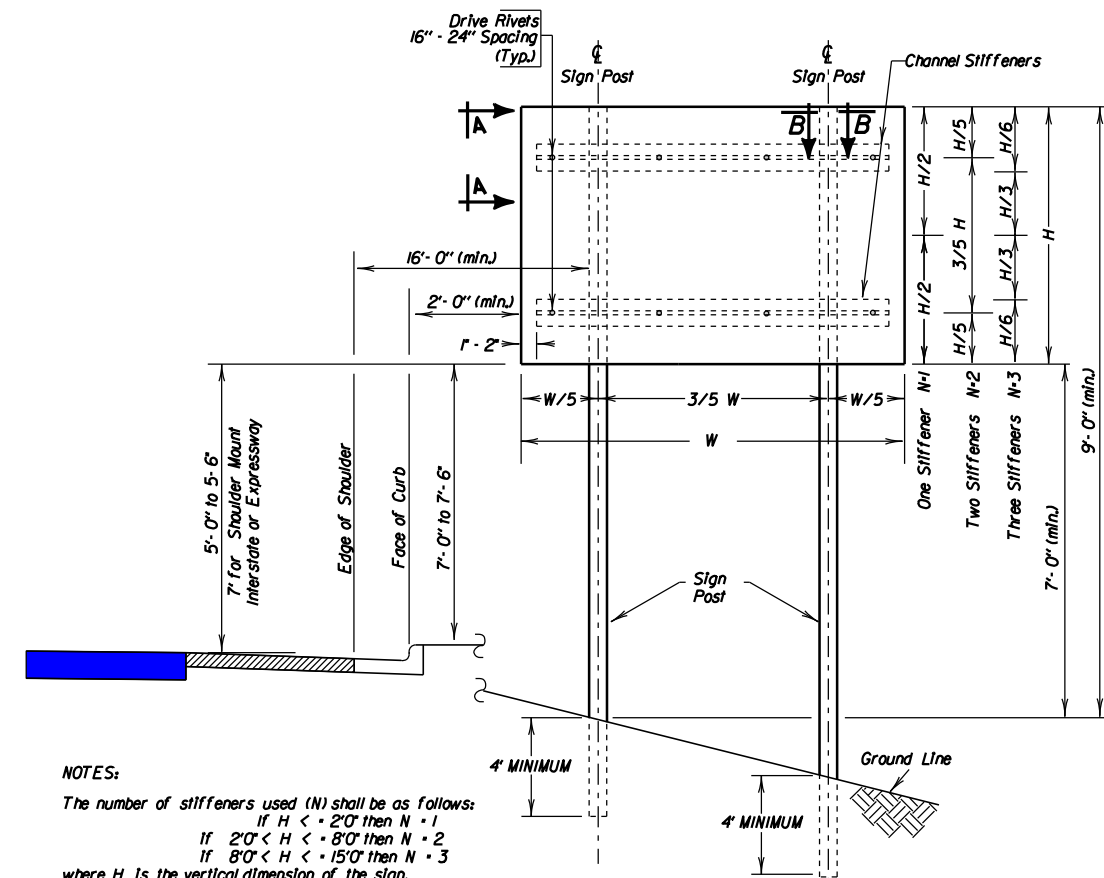 Drive Rivets
16" - 24" Spacing
(Typ.)
℄
Sign Post
℄
Sign Post
Channel Stiffeners
A
A
B
B
16'- 0" (min.)
2'- 0" (min.)
1" - 2"
H/2
H/2
H/5
3/5 H
H/5
H/6
H/3
H/3
H/6
H
W/5
3/5 W
W/5
W
One Stiffener N=1
Two Stiffeners N=2
Three Stiffeners N=3
9'- 0" (min.)
7'- 0" (min.)
5'- 0" to 5- 6"
7' for Shoulder Mount
Interstate or Expressway
Edge of Shoulder
Face of Curb
7'- 0" to 7'- 6"
Sign
Post
Ground Line
4' MINIMUM
4' MINIMUM
NOTES:
The number of stiffeners used (N) shall be as follows:
If H < = 2'0" then N = 1
If 2'0" < H < = 8'0" then N = 2
If 8'0" < H < = 15'0" then N = 3
where H is the vertical dimension of the sign.